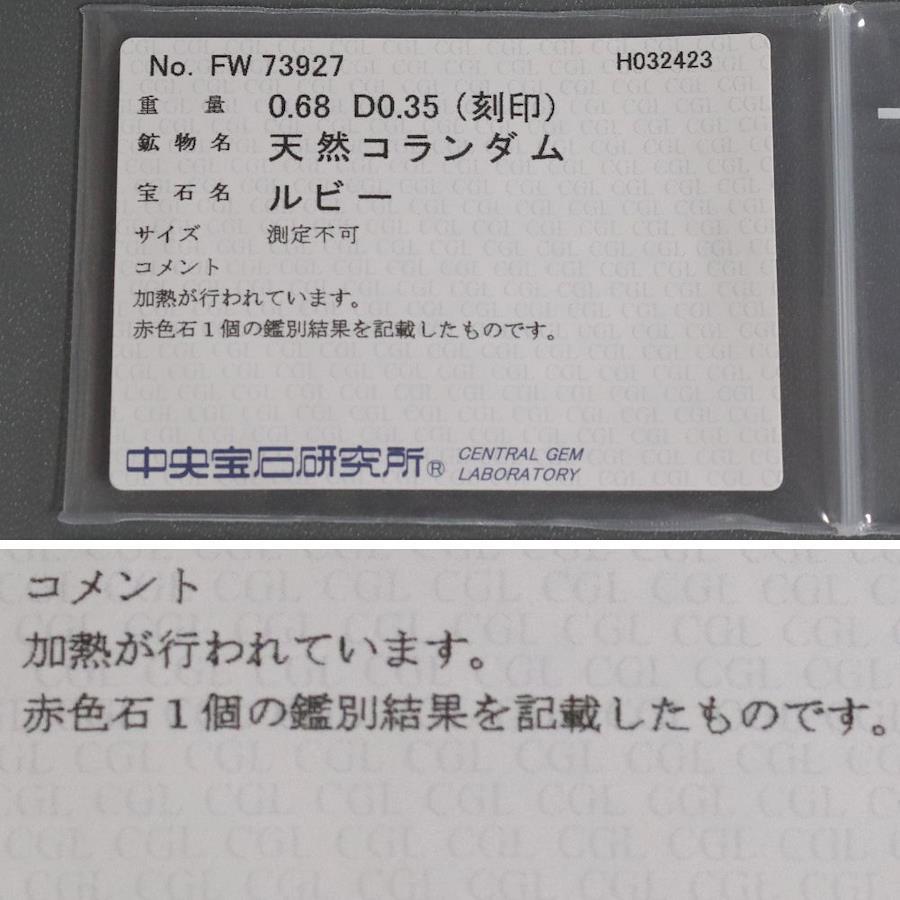 No. FW 73927
H032423
重量 0.68 D0.35 (刻印)
鉱物名 天然コランダム
宝石名 ルビー
サイズ 測定不可
コメント
加熱が行われています。
赤色石1個の鑑別結果を記載したものです。
中央宝石研究所® CENTRAL GEM
LABORATORY
コメント
加熱が行われています。
赤色石1個の鑑別結果を記載したものです。